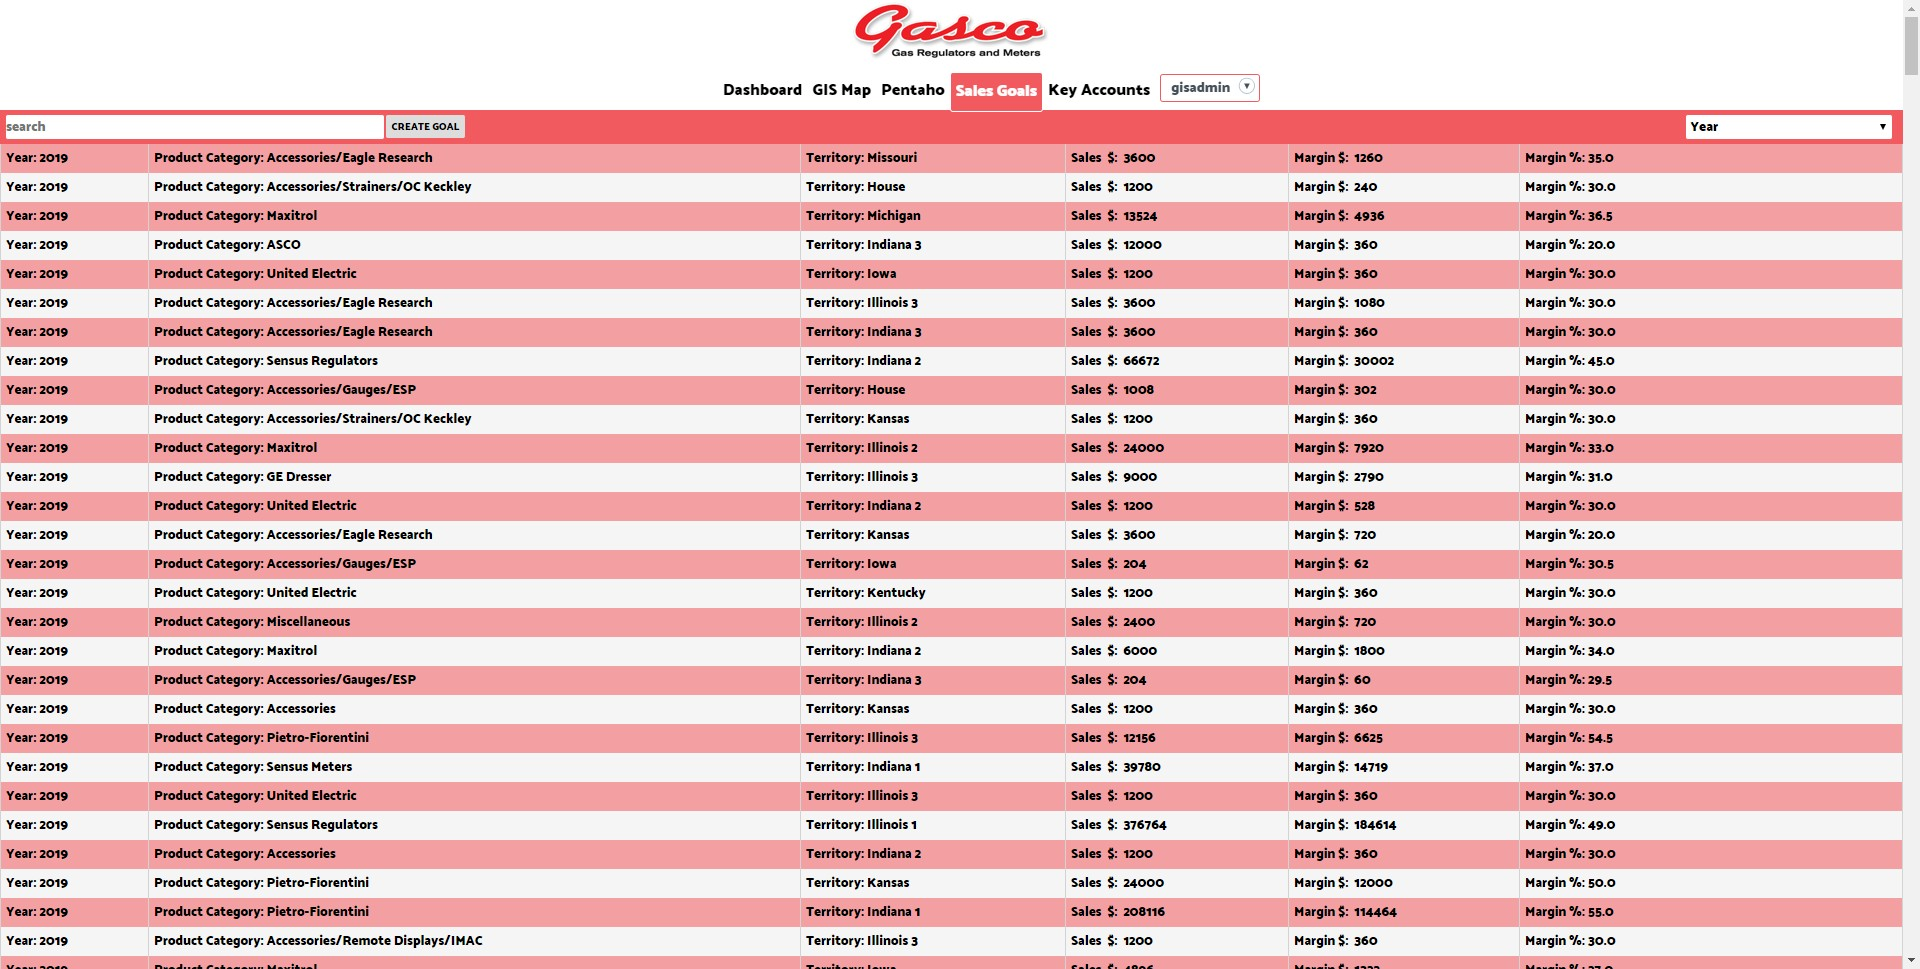 Gasco
Gas Regulators and Meters
Dashboard GIS Map Pentaho Sales Goals Key Accounts gisadmin
search CREATE GOAL Year
Year: 2019 Product Category: Accessories/Eagle Research Territory: Missouri Sales $: 3600 Margin $: 1260 Margin %: 35.0
Year: 2019 Product Category: Accessories/Strainers/OC Keckley Territory: House Sales $: 1200 Margin $: 240 Margin %: 30.0
Year: 2019 Product Category: Maxitrol Territory: Michigan Sales $: 13524 Margin $: 4936 Margin %: 36.5
Year: 2019 Product Category: ASCO Territory: Indiana 3 Sales $: 12000 Margin $: 360 Margin %: 20.0
Year: 2019 Product Category: United Electric Territory: Iowa Sales $: 1200 Margin $: 360 Margin %: 30.0
Year: 2019 Product Category: Accessories/Eagle Research Territory: Illinois 3 Sales $: 3600 Margin $: 1080 Margin %: 30.0
Year: 2019 Product Category: Accessories/Eagle Research Territory: Indiana 3 Sales $: 3600 Margin $: 360 Margin %: 30.0
Year: 2019 Product Category: Sensus Regulators Territory: Indiana 2 Sales $: 66672 Margin $: 30002 Margin %: 45.0
Year: 2019 Product Category: Accessories/Gauges/ESP Territory: House Sales $: 1008 Margin $: 302 Margin %: 30.0
Year: 2019 Product Category: Accessories/Strainers/OC Keckley Territory: Kansas Sales $: 1200 Margin $: 360 Margin %: 30.0
Year: 2019 Product Category: Maxitrol Territory: Illinois 2 Sales $: 24000 Margin $: 7920 Margin %: 33.0
Year: 2019 Product Category: GE Dresser Territory: Illinois 3 Sales $: 9000 Margin $: 2790 Margin %: 31.0
Year: 2019 Product Category: United Electric Territory: Indiana 2 Sales $: 1200 Margin $: 528 Margin %: 30.0
Year: 2019 Product Category: Accessories/Eagle Research Territory: Kansas Sales $: 3600 Margin $: 720 Margin %: 20.0
Year: 2019 Product Category: Accessories/Gauges/ESP Territory: Iowa Sales $: 204 Margin $: 62 Margin %: 30.5
Year: 2019 Product Category: United Electric Territory: Kentucky Sales $: 1200 Margin $: 360 Margin %: 30.0
Year: 2019 Product Category: Miscellaneous Territory: Illinois 2 Sales $: 2400 Margin $: 720 Margin %: 30.0
Year: 2019 Product Category: Maxitrol Territory: Indiana 2 Sales $: 6000 Margin $: 1800 Margin %: 34.0
Year: 2019 Product Category: Accessories/Gauges/ESP Territory: Indiana 3 Sales $: 204 Margin $: 60 Margin %: 29.5
Year: 2019 Product Category: Accessories Territory: Kansas Sales $: 1200 Margin $: 360 Margin %: 30.0
Year: 2019 Product Category: Pietro-Fiorentini Territory: Illinois 3 Sales $: 12156 Margin $: 6625 Margin %: 54.5
Year: 2019 Product Category: Sensus Meters Territory: Indiana 1 Sales $: 39780 Margin $: 14719 Margin %: 37.0
Year: 2019 Product Category: United Electric Territory: Illinois 3 Sales $: 1200 Margin $: 360 Margin %: 30.0
Year: 2019 Product Category: Sensus Regulators Territory: Illinois 1 Sales $: 376764 Margin $: 184614 Margin %: 49.0
Year: 2019 Product Category: Accessories Territory: Indiana 2 Sales $: 1200 Margin $: 360 Margin %: 30.0
Year: 2019 Product Category: Pietro-Fiorentini Territory: Kansas Sales $: 24000 Margin $: 12000 Margin %: 50.0
Year: 2019 Product Category: Pietro-Fiorentini Territory: Indiana 1 Sales $: 208116 Margin $: 114464 Margin %: 55.0
Year: 2019 Product Category: Accessories/Remote Displays/IMAC Territory: Illinois 3 Sales $: 1200 Margin $: 360 Margin %: 30.0
Year: 2019 Product Category: Maxitrol Territory: Iowa Sales $: Margin $: Margin %: